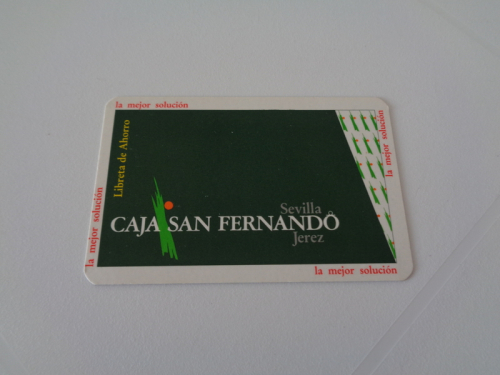 la mejor solución
Libreta de Ahorro
la mejor solución
la mejor solución
Sevilla
CAJA SAN FERNANDO
Jerez
la mejor solución